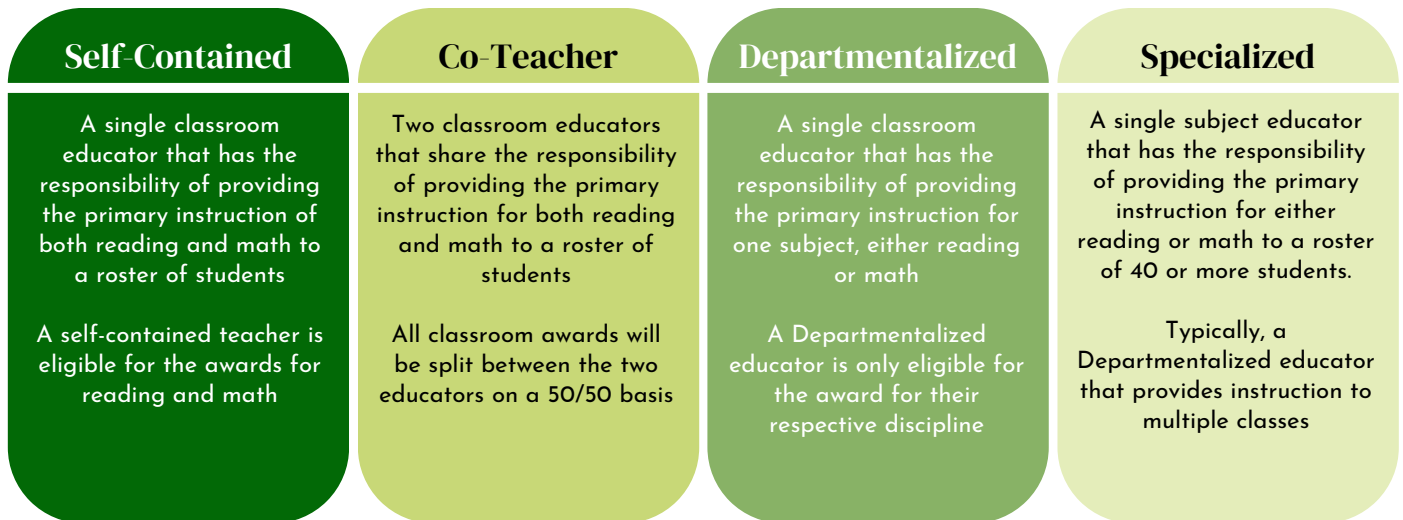 Self-Contained
A single classroom
educator that has the
responsibility of providing
the primary instruction of
both reading and math to
a roster of students
A self-contained teacher is
eligible for the awards for
reading and math
Co-Teacher
Two classroom educators
that share the responsibility
of providing the primary
instruction for both reading
and math to a roster of
students
All classroom awards will
be split between the two
educators on a 50/50 basis
Departmentalized
A single classroom
educator that has the
responsibility of providing
the primary instruction for
one subject, either reading
or math
A Departmentalized
educator is only eligible for
the award for their
respective discipline
Specialized
A single subject educator
that has the responsibility
of providing the primary
instruction for either
reading or math to a roster
of 40 or more students.
Typically, a
Departmentalized educator
that provides instruction to
multiple classes